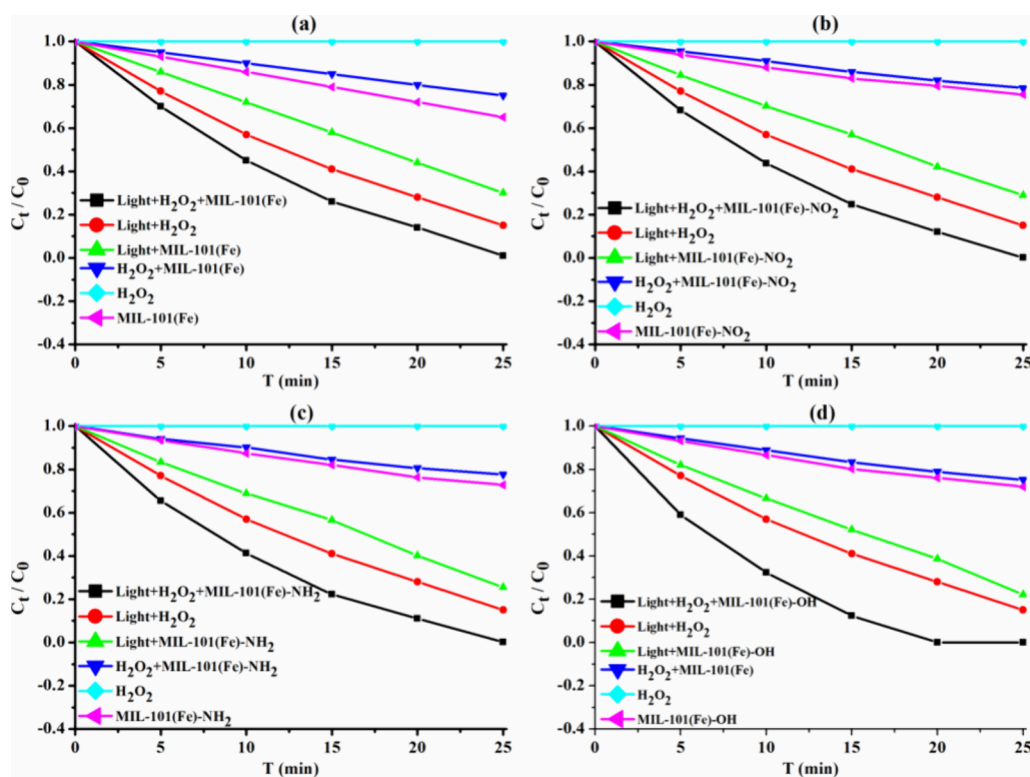 (a)
1.0
0.8
0.6
0.4
0.2
0.0
-0.2
-0.4
C_t / C_0
Light+H₂O₂+MIL-101(Fe)
Light+H₂O₂
Light+MIL-101(Fe)
H₂O₂+MIL-101(Fe)
H₂O₂
MIL-101(Fe)
0 5 10 15 20 25
T (min)
(b)
1.0
0.8
0.6
0.4
0.2
0.0
-0.2
-0.4
C_t / C_0
Light+H₂O₂+MIL-101(Fe)-NO₂
Light+H₂O₂
Light+MIL-101(Fe)-NO₂
H₂O₂+MIL-101(Fe)-NO₂
H₂O₂
MIL-101(Fe)-NO₂
0 5 10 15 20 25
T (min)
(c)
1.0
0.8
0.6
0.4
0.2
0.0
-0.2
-0.4
C_t / C_0
Light+H₂O₂+MIL-101(Fe)-NH₂
Light+H₂O₂
Light+MIL-101(Fe)-NH₂
H₂O₂+MIL-101(Fe)-NH₂
H₂O₂
MIL-101(Fe)-NH₂
0 5 10 15 20 25
T (min)
(d)
1.0
0.8
0.6
0.4
0.2
0.0
-0.2
-0.4
C_t / C_0
Light+H₂O₂+MIL-101(Fe)-OH
Light+H₂O₂
Light+MIL-101(Fe)-OH
H₂O₂+MIL-101(Fe)
H₂O₂
MIL-101(Fe)-OH
0 5 10 15 20 25
T (min)